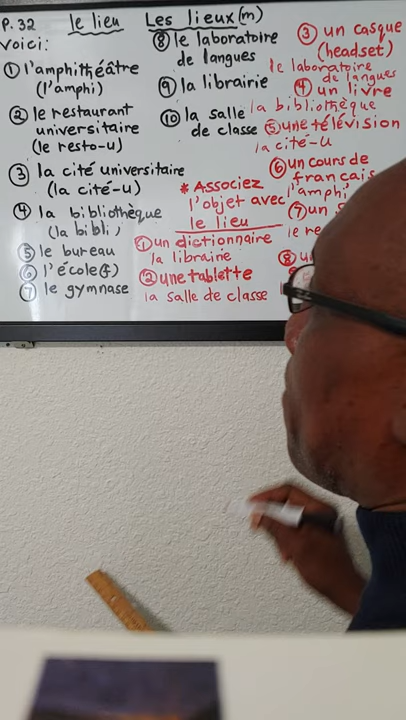 P. 32
le lieu
Les lieux (m)
Voici:
① l'amphithéâtre
(l'amphi)
② le restaurant
universitaire
(le resto-u)
③ la cité universitaire
(la cité-u)
④ la bibliothèque
(la bibli)
⑤ le bureau
⑥ l'école (f)
⑦ le gymnase
⑧ le laboratoire
de langues
⑨ la librairie
⑩ la salle
de classe
* Associez
l'objet avec
le lieu
① un dictionnaire
la librairie
② une tablette
la salle de classe
③ un casque
(headset)
le laboratoire
de langues
④ un livre
la bibliothèque
⑤ une télévision
la cité-u
⑥ un cours de
français
l'amphi
⑦ un
le
⑧